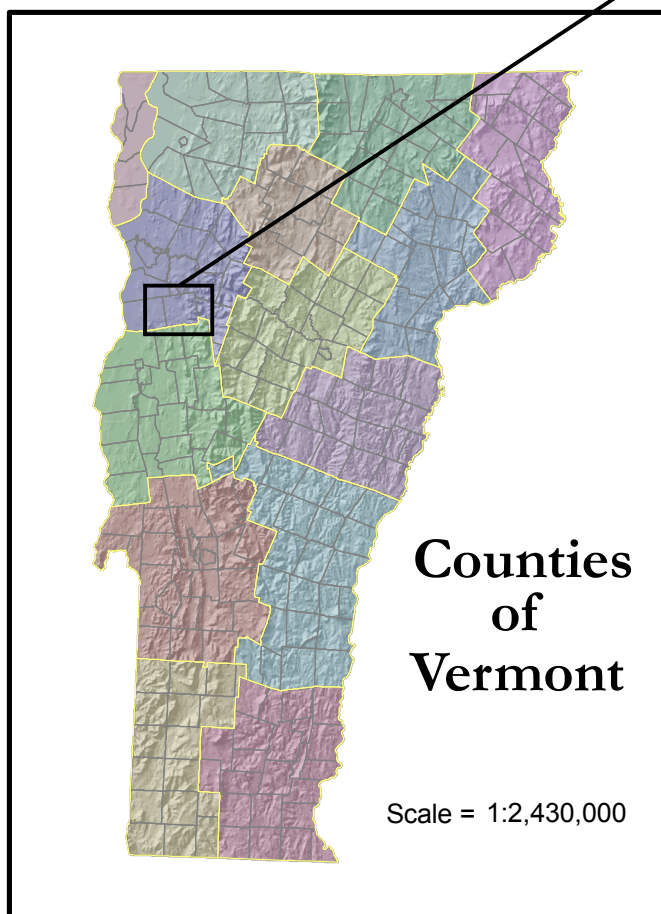 Counties
of
Vermont
Scale = 1:2,430,000